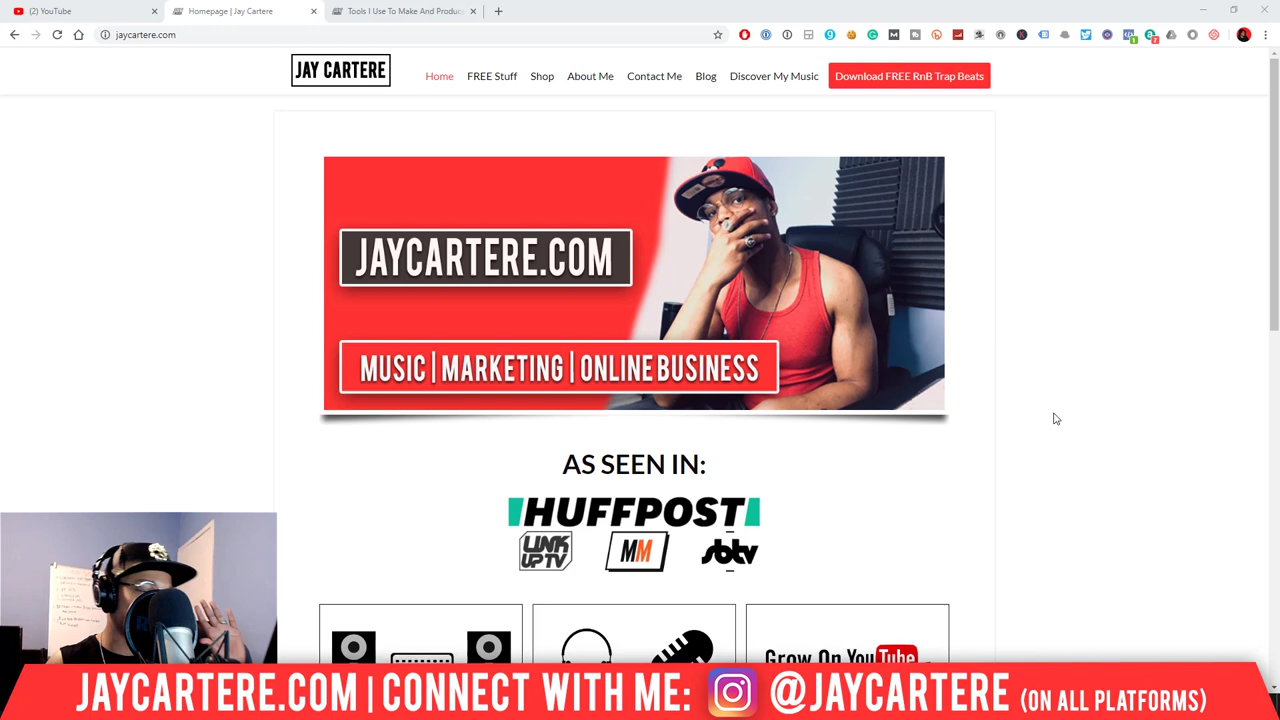 (2) YouTube
Homepage | Jay Cartere
Tools I Use To Make And Produce
jaycartere.com
JAY CARTERE
Home FREE Stuff Shop About Me Contact Me Blog Discover My Music Download FREE RnB Trap Beats
JAYCARTERE.COM
MUSIC | MARKETING | ONLINE BUSINESS
AS SEEN IN:
HUFFPOST
LINK UP TV
MM
sbtv
Grow On YouTube
JAYCARTERE.COM | CONNECT WITH ME: @JAYCARTERE (ON ALL PLATFORMS)